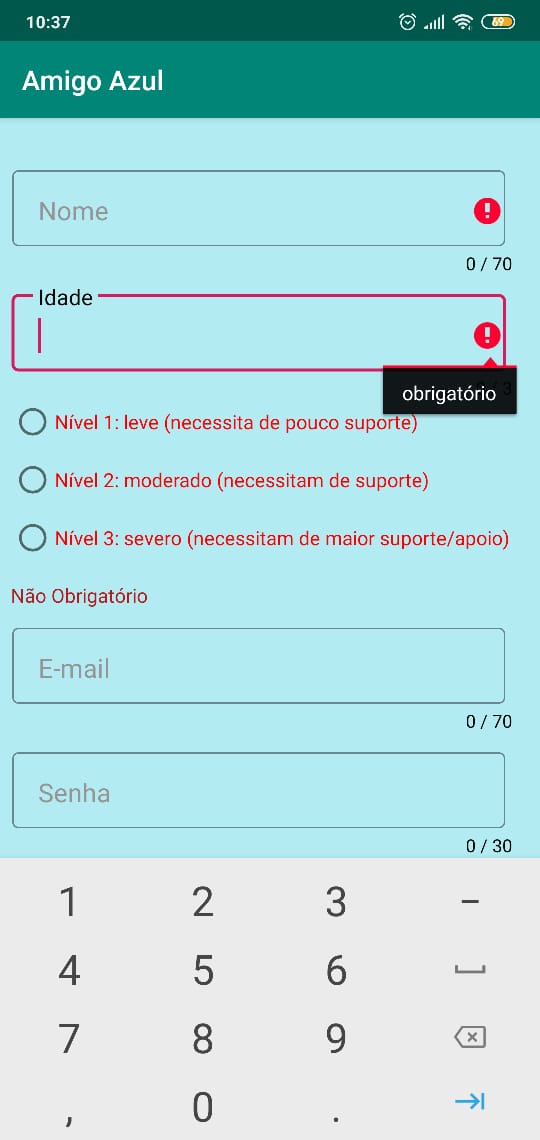 10:37
69
Amigo Azul
Nome
0 / 70
Idade
obrigatório
3
Nível 1: leve (necessita de pouco suporte)
Nível 2: moderado (necessitam de suporte)
Nível 3: severo (necessitam de maior suporte/apoio)
Não Obrigatório
E-mail
0 / 70
Senha
0 / 30
1 2 3 –
4 5 6
7 8 9
, 0 .